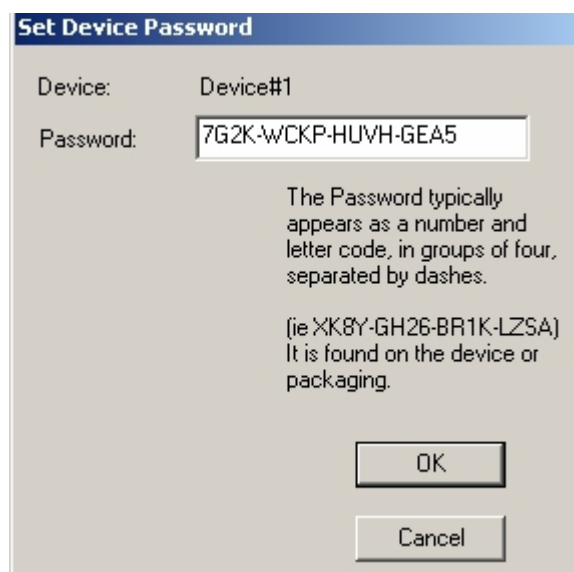 Set Device Password
Device: Device#1
Password: 7G2K-WCKP-HUVH-GEA5
The Password typically
appears as a number and
letter code, in groups of four,
separated by dashes.
(ie XK8Y-GH26-BR1K-LZSA)
It is found on the device or
packaging.
OK
Cancel